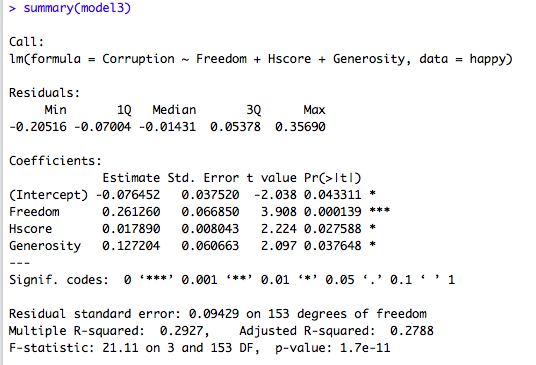 > summary(model3)
Call:
lm(formula = Corruption ~ Freedom + Hscore + Generosity, data = happy)
Residuals:
     Min       1Q   Median       3Q      Max
-0.20516 -0.07004 -0.01431  0.05378  0.35690
Coefficients:
             Estimate Std. Error t value Pr(>|t|)
(Intercept) -0.076452   0.037520  -2.038 0.043311 *
Freedom      0.261260   0.066850   3.908 0.000139 ***
Hscore       0.017890   0.008043   2.224 0.027588 *
Generosity   0.127204   0.060663   2.097 0.037648 *
---
Signif. codes:  0 ‘***’ 0.001 ‘**’ 0.01 ‘*’ 0.05 ‘.’ 0.1 ‘ ’ 1
Residual standard error: 0.09429 on 153 degrees of freedom
Multiple R-squared:  0.2927,	Adjusted R-squared:  0.2788
F-statistic: 21.11 on 3 and 153 DF,  p-value: 1.7e-11